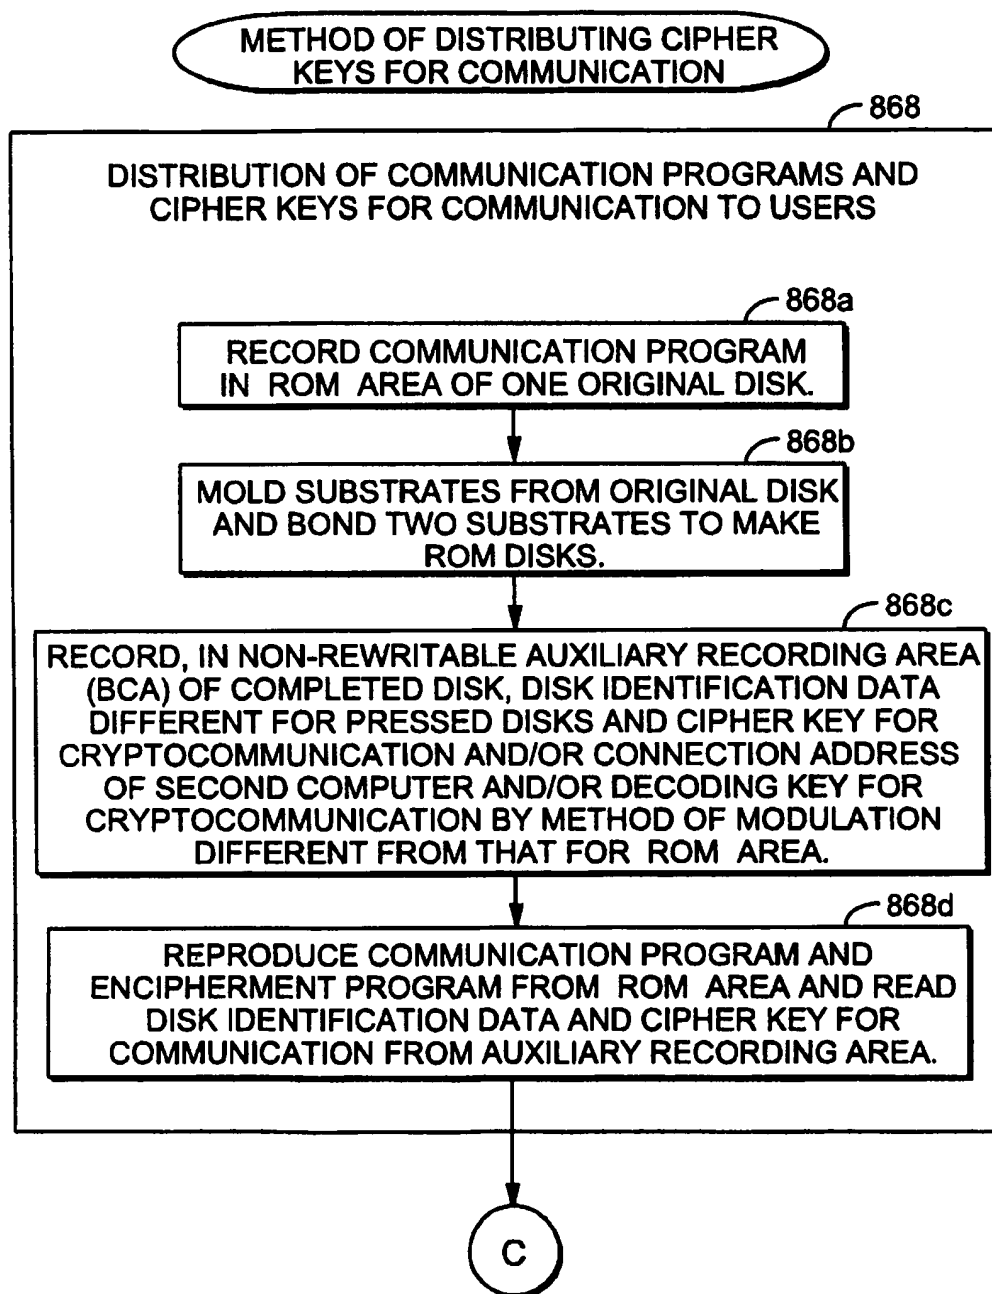 METHOD OF DISTRIBUTING CIPHER
KEYS FOR COMMUNICATION
868
DISTRIBUTION OF COMMUNICATION PROGRAMS AND
CIPHER KEYS FOR COMMUNICATION TO USERS
868a
RECORD COMMUNICATION PROGRAM
IN ROM AREA OF ONE ORIGINAL DISK.
868b
MOLD SUBSTRATES FROM ORIGINAL DISK
AND BOND TWO SUBSTRATES TO MAKE
ROM DISKS.
868c
RECORD, IN NON-REWRITABLE AUXILIARY RECORDING AREA
(BCA) OF COMPLETED DISK, DISK IDENTIFICATION DATA
DIFFERENT FOR PRESSED DISKS AND CIPHER KEY FOR
CRYPTOCOMMUNICATION AND/OR CONNECTION ADDRESS
OF SECOND COMPUTER AND/OR DECODING KEY FOR
CRYPTOCOMMUNICATION BY METHOD OF MODULATION
DIFFERENT FROM THAT FOR ROM AREA.
868d
REPRODUCE COMMUNICATION PROGRAM AND
ENCIPHERMENT PROGRAM FROM ROM AREA AND READ
DISK IDENTIFICATION DATA AND CIPHER KEY FOR
COMMUNICATION FROM AUXILIARY RECORDING AREA.
C